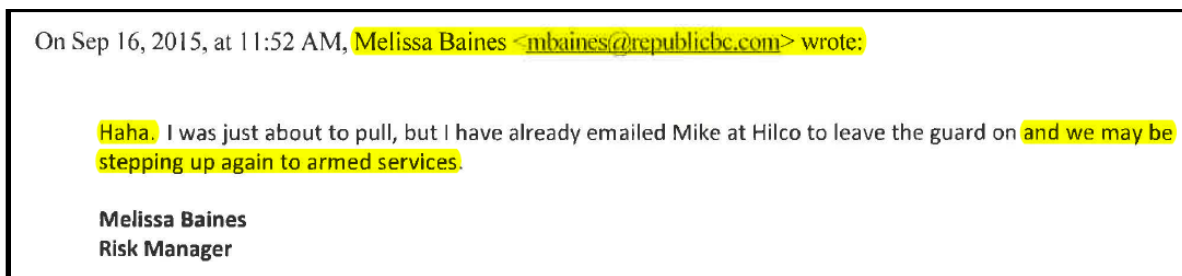 On Sep 16, 2015, at 11:52 AM, Melissa Baines <mbaines@republicbc.com> wrote:
Haha. I was just about to pull, but I have already emailed Mike at Hilco to leave the guard on and we may be
stepping up again to armed services.
Melissa Baines
Risk Manager